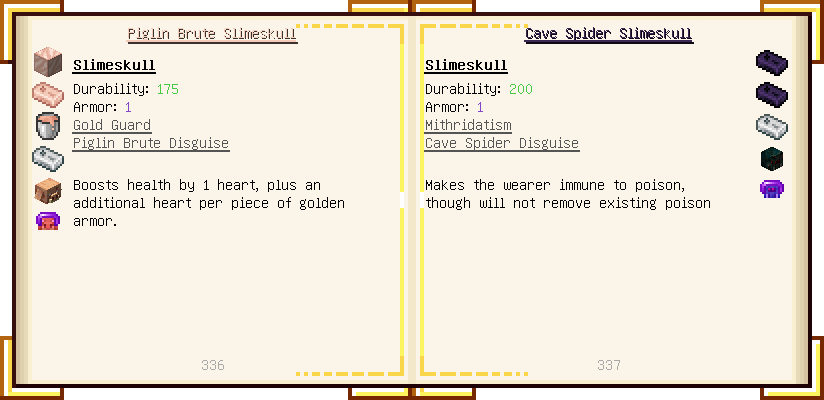 Piglin Brute Slimeskull
Slimeskull
Durability: 175
Armor: 1
Gold Guard
Piglin Brute Disguise
Boosts health by 1 heart, plus an
additional heart per piece of golden
armor.
336
Cave Spider Slimeskull
Slimeskull
Durability: 200
Armor: 1
Mithridatism
Cave Spider Disguise
Makes the wearer immune to poison,
though will not remove existing poison
337